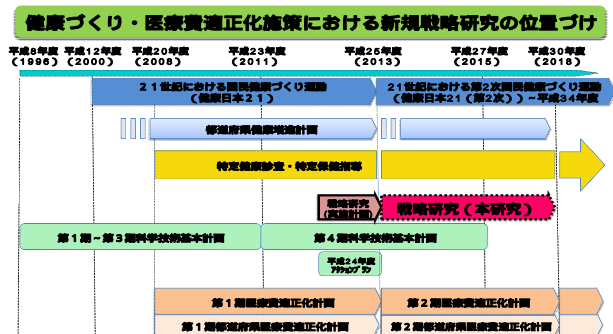 健康づくり・医療費適正化施策における新規戦略研究の位置づけ
平成8年度 平成12年度 平成20年度 平成23年度 平成25年度 平成27年度 平成30年度
(1996) (2000) (2008) (2011) (2013) (2015) (2018)
21世紀における国民健康づくり運動
(健康日本21)
21世紀における第2次国民健康づくり運動
(健康日本21(第2次))~平成34年度
都道府県健康増進計画
特定健康診査・特定保健指導
戦略研究
(実施計画)
戦略研究(本研究)
第1期~第3期科学技術基本計画
第4期科学技術基本計画
平成24年度
アクションプラン
第1期医療費適正化計画
第2期医療費適正化計画
第1期都道府県医療費適正化計画
第2期都道府県医療費適正化計画